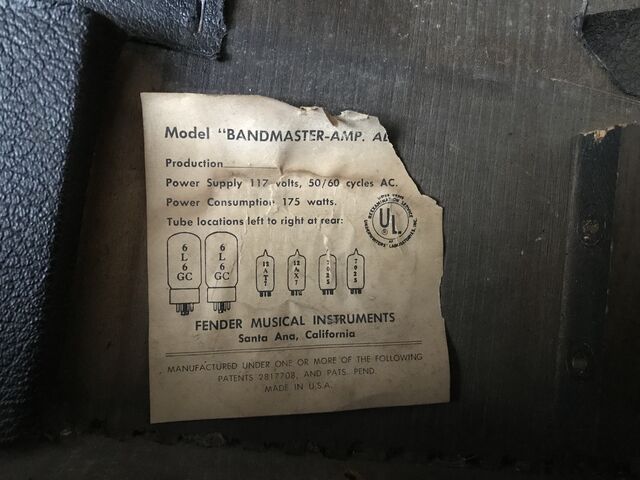 Model "BANDMASTER-AMP.
Production
Power Supply 117 volts, 50/60 cycles AC.
Power Consumption 175 watts.
Tube locations left to right at rear:
UL
®
6L6GC
6L6GC
12AT7
12AX7
7025
7025
FENDER MUSICAL INSTRUMENTS
Santa Ana, California
MANUFACTURED UNDER ONE OR MORE OF THE FOLLOWING
PATENTS 2817708, AND PATS. PEND.
MADE IN U.S.A.